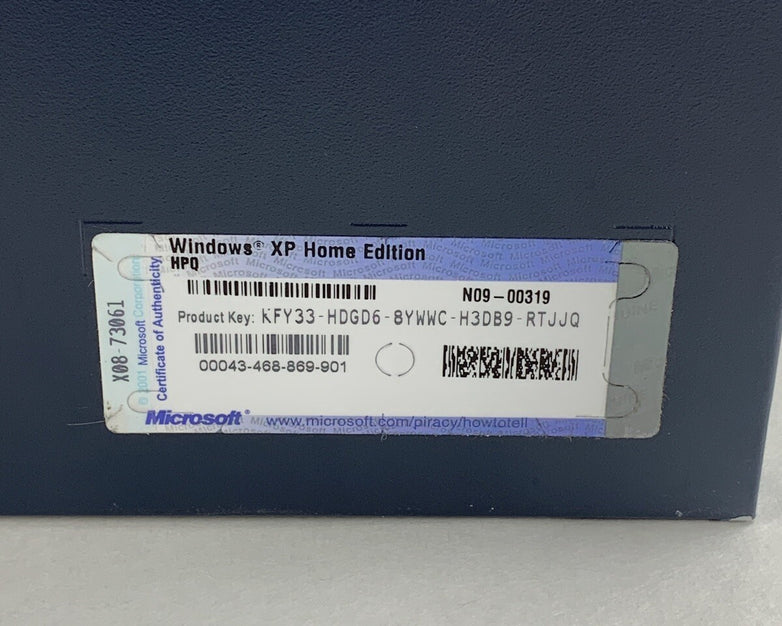 Windows® XP Home Edition
HPQ
N09-00319
Product Key: KFY33-HDGD6-8YWWC-H3DB9-RTJJQ
00043-468-869-901
X08-73061
© 2001 Microsoft Corporation
Certificate of Authenticity
Microsoft®
www.microsoft.com/piracy/howtotell